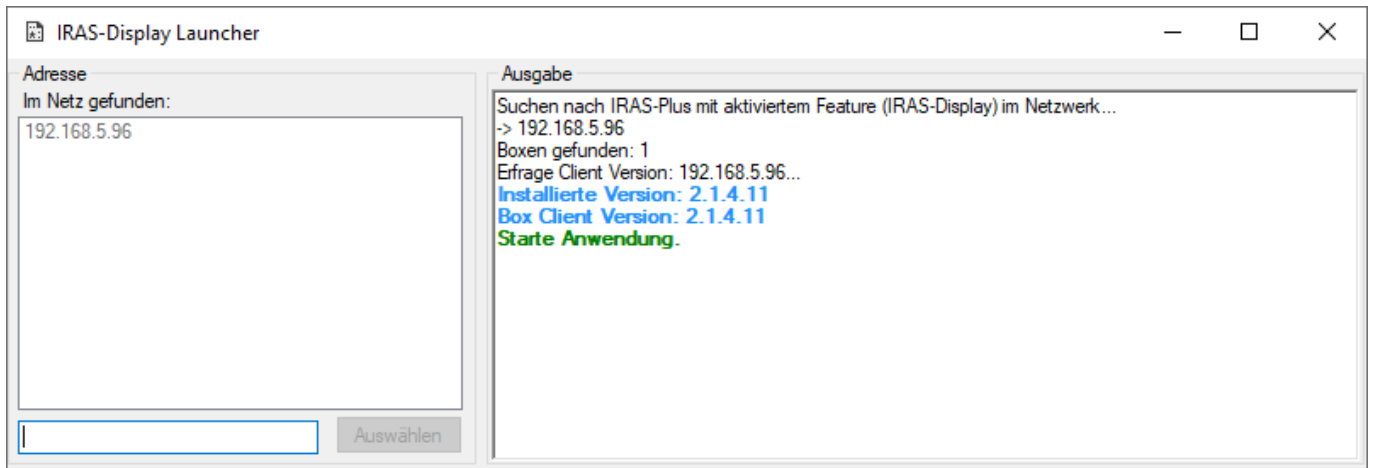 IRAS-Display Launcher
Adresse
Im Netz gefunden:
192.168.5.96
Auswählen
Ausgabe
Suchen nach IRAS-Plus mit aktiviertem Feature (IRAS-Display) im Netzwerk...
-> 192.168.5.96
Boxen gefunden: 1
Erfrage Client Version: 192.168.5.96...
Installierte Version: 2.1.4.11
Box Client Version: 2.1.4.11
Starte Anwendung.